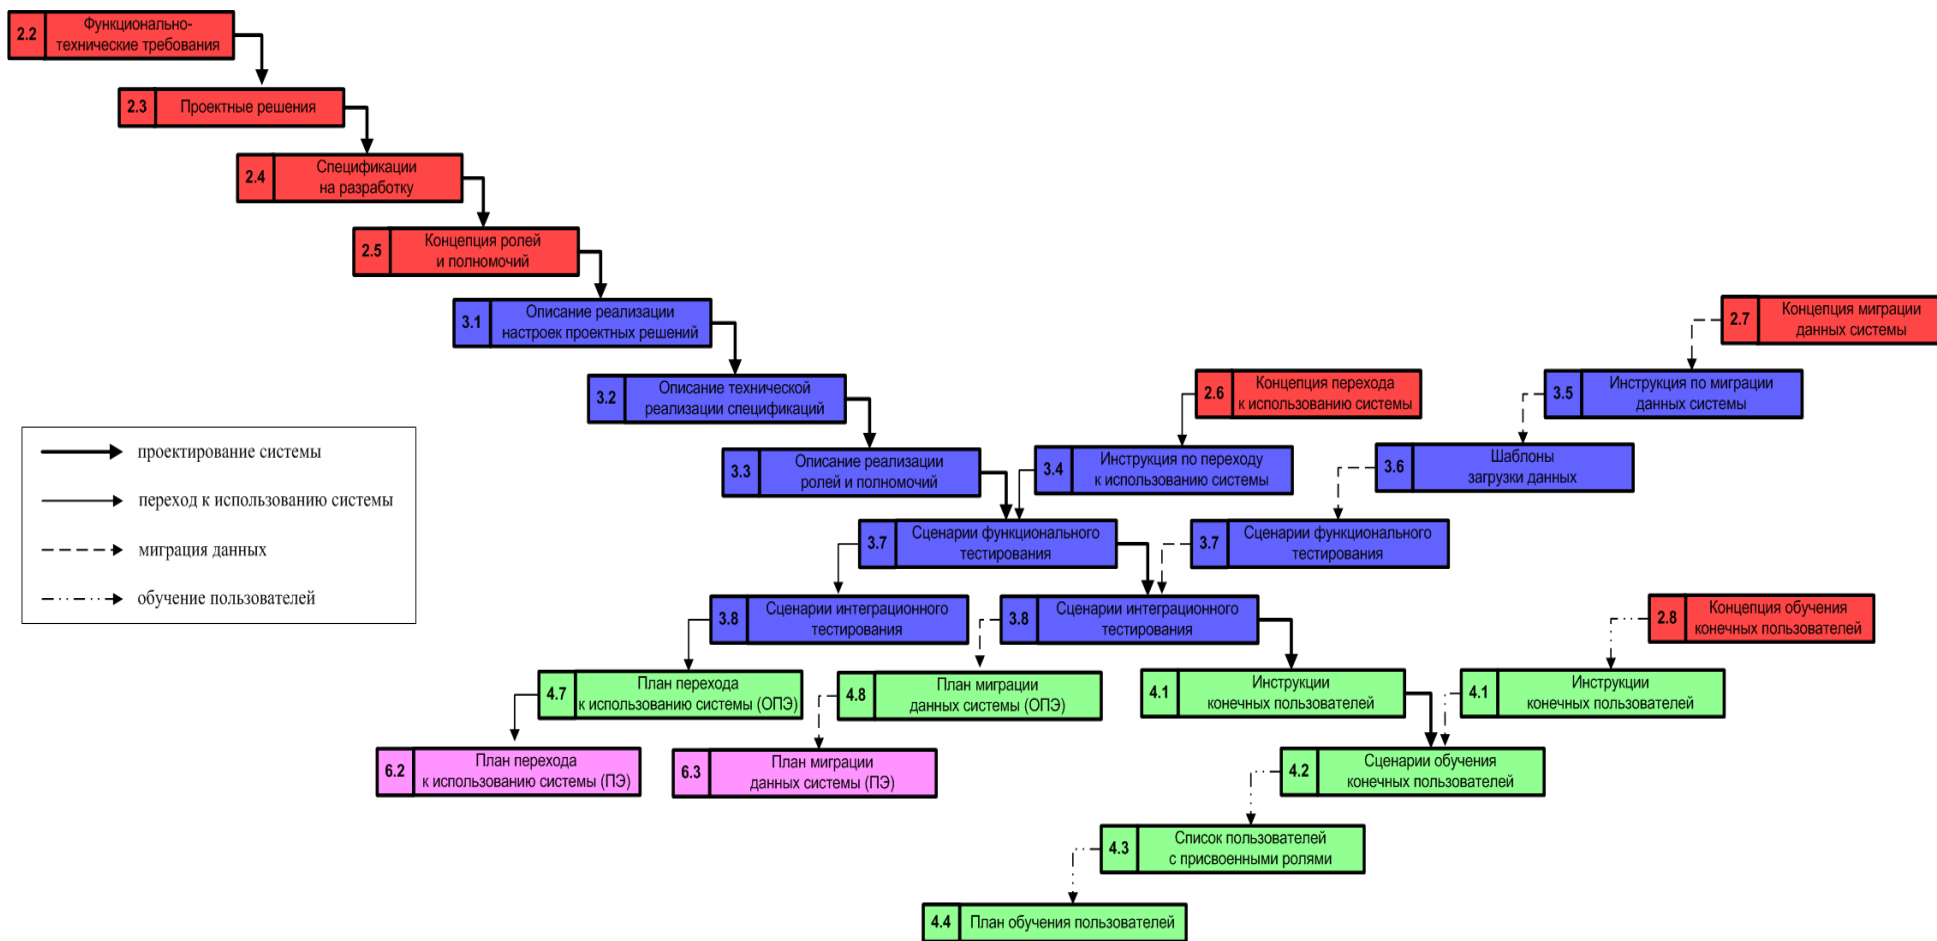 2.2
Функционально-
технические требования
2.3
Проектные решения
2.4
Спецификации
на разработку
2.5
Концепция ролей
и полномочий
3.1
Описание реализации
настроек проектных решений
2.7
Концепция миграции
данных системы
3.2
Описание технической
реализации спецификаций
2.6
Концепция перехода
к использованию системы
3.5
Инструкция по миграции
данных системы
3.3
Описание реализации
ролей и полномочий
3.4
Инструкция по переходу
к использованию системы
3.6
Шаблоны
загрузки данных
проектирование системы
переход к использованию системы
миграция данных
обучение пользователей
3.7
Сценарии функционального
тестирования
3.7
Сценарии функционального
тестирования
3.8
Сценарии интеграционного
тестирования
3.8
Сценарии интеграционного
тестирования
2.8
Концепция обучения
конечных пользователей
4.7
План перехода
к использованию системы (ОПЭ)
4.8
План миграции
данных системы (ОПЭ)
4.1
Инструкции
конечных пользователей
4.1
Инструкции
конечных пользователей
6.2
План перехода
к использованию системы (ПЭ)
6.3
План миграции
данных системы (ПЭ)
4.2
Сценарии обучения
конечных пользователей
4.3
Список пользователей
с присвоенными ролями
4.4
План обучения пользователей